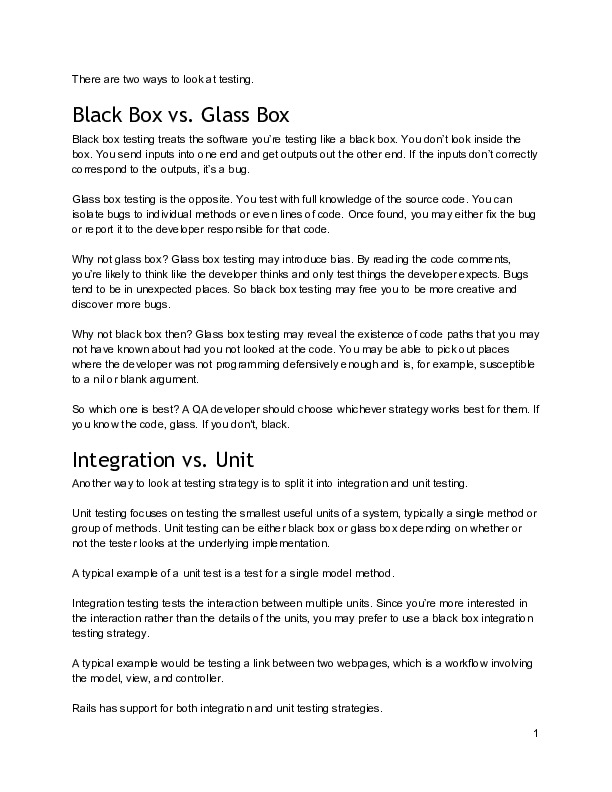 There are two ways to look at testing.
Black Box vs. Glass Box
Black box testing treats the software you’re testing like a black box. You don’t look inside the
box. You send inputs into one end and get outputs out the other end. If the inputs don’t correctly
correspond to the outputs, it’s a bug.
Glass box testing is the opposite. You test with full knowledge of the source code. You can
isolate bugs to individual methods or even lines of code. Once found, you may either fix the bug
or report it to the developer responsible for that code.
Why not glass box? Glass box testing may introduce bias. By reading the code comments,
you’re likely to think like the developer thinks and only test things the developer expects. Bugs
tend to be in unexpected places. So black box testing may free you to be more creative and
discover more bugs.
Why not black box then? Glass box testing may reveal the existence of code paths that you may
not have known about had you not looked at the code. You may be able to pick out places
where the developer was not programming defensively enough and is, for example, susceptible
to a nil or blank argument.
So which one is best? A QA developer should choose whichever strategy works best for them. If
you know the code, glass. If you don’t, black.
Integration vs. Unit
Another way to look at testing strategy is to split it into integration and unit testing.
Unit testing focuses on testing the smallest useful units of a system, typically a single method or
group of methods. Unit testing can be either black box or glass box depending on whether or
not the tester looks at the underlying implementation.
A typical example of a unit test is a test for a single model method.
Integration testing tests the interaction between multiple units. Since you’re more interested in
the interaction rather than the details of the units, you may prefer to use a black box integration
testing strategy.
A typical example would be testing a link between two webpages, which is a workflow involving
the model, view, and controller.
Rails has support for both integration and unit testing strategies.
1